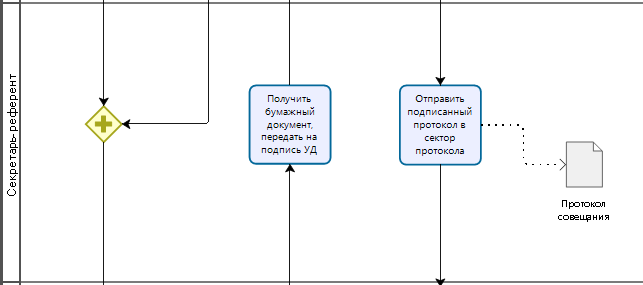 Секретарь-референт
Получить
бумажный
документ,
передать на
подпись УД
Отправить
подписанный
протокол в
сектор
протокола
Протокол
совещания